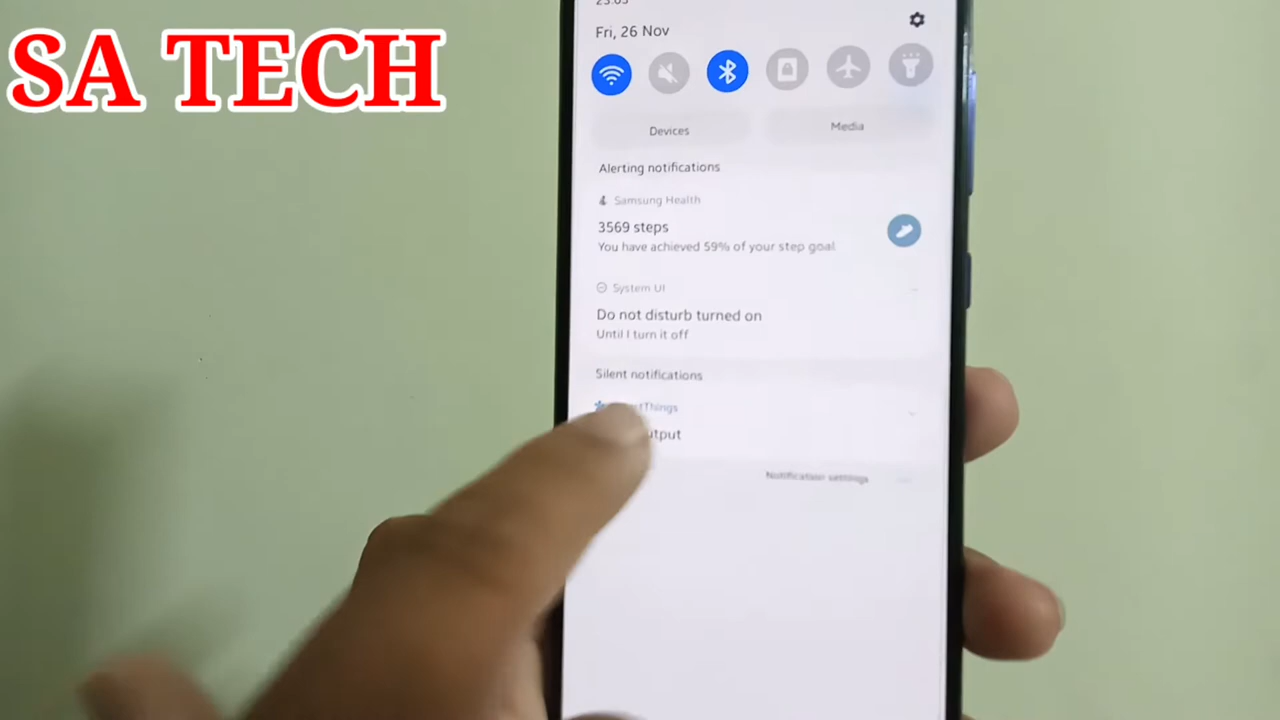 SA TECH
Fri, 26 Nov
Devices
Media
Alerting notifications
Samsung Health
3569 steps
You have achieved 59% of your step goal
System UI
Do not disturb turned on
Until I turn it off
Silent notifications
Notification settings